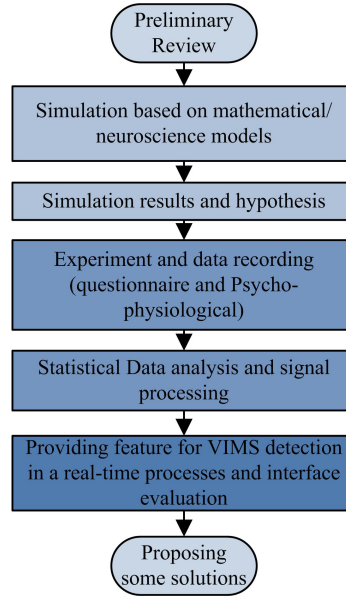 Preliminary
Review
Simulation based on mathematical/
neuroscience models
Simulation results and hypothesis
Experiment and data recording
(questionnaire and Psycho-
physiological)
Statistical Data analysis and signal
processing
Providing feature for VIMS detection
in a real-time processes and interface
evaluation
Proposing
some solutions